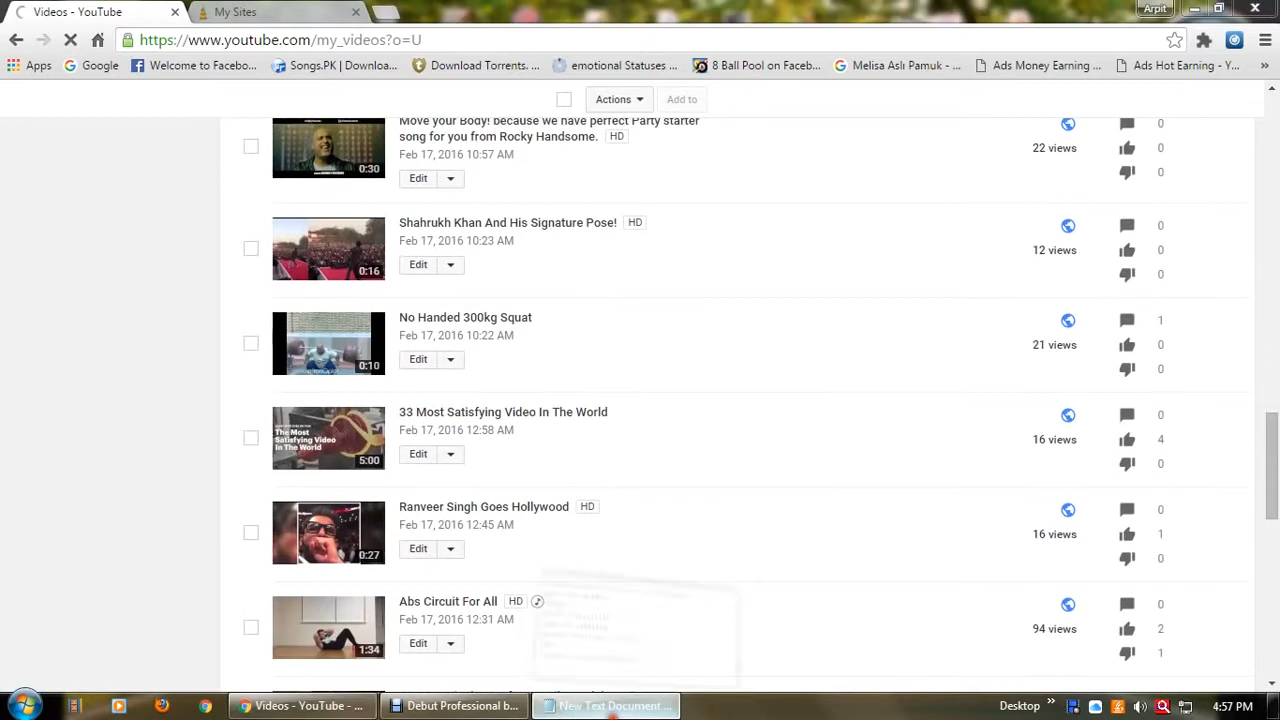 Videos - YouTube
My Sites
Arpit
https://www.youtube.com/my_videos?o=U
Apps
Google
Welcome to Facebo...
Songs.PK | Downloa...
Download Torrents. ...
emotional Statuses ...
8 Ball Pool on Faceb...
Melisa Aslı Pamuk - ...
Ads Money Earning ...
Ads Hot Earning - Y...
Actions
Add to
Move your Body! because we have perfect Party starter
song for you from Rocky Handsome. HD
Feb 17, 2016 10:57 AM
Edit
0:30
22 views
0
0
0
Shahrukh Khan And His Signature Pose! HD
Feb 17, 2016 10:23 AM
Edit
0:16
12 views
0
0
0
No Handed 300kg Squat
Feb 17, 2016 10:22 AM
Edit
0:10
21 views
1
0
0
33 Most Satisfying Video In The World
Feb 17, 2016 12:58 AM
Edit
The Most
Satisfying Video
In The World
5:00
16 views
0
0
0
Ranveer Singh Goes Hollywood HD
Feb 17, 2016 12:45 AM
Edit
0:27
16 views
0
1
0
Abs Circuit For All HD
Feb 17, 2016 12:31 AM
Edit
1:34
94 views
0
2
1
Videos - YouTube - ...
Debut Professional b...
New Text Document ...
Desktop
4:57 PM